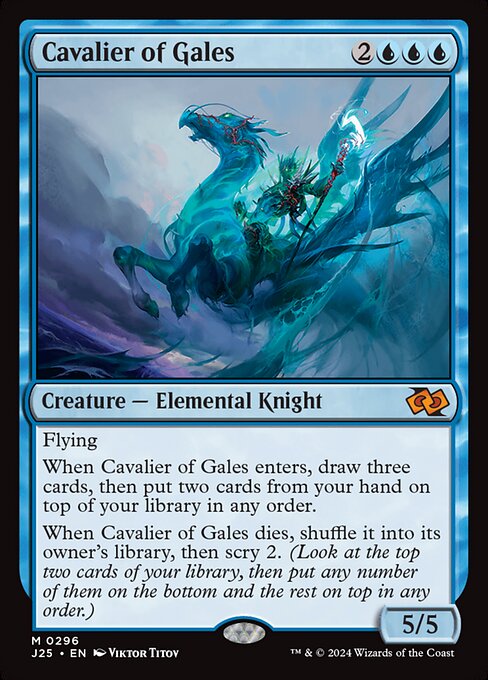 Cavalier of Gales 2
Creature — Elemental Knight
Flying
When Cavalier of Gales enters, draw three
cards, then put two cards from your hand on
top of your library in any order.
When Cavalier of Gales dies, shuffle it into its
owner's library, then scry 2. (Look at the top
two cards of your library, then put any number
of them on the bottom and the rest on top in any
order.)
5/5
M 0296
J25 • EN Viktor Titov
™ & © 2024 Wizards of the Coast